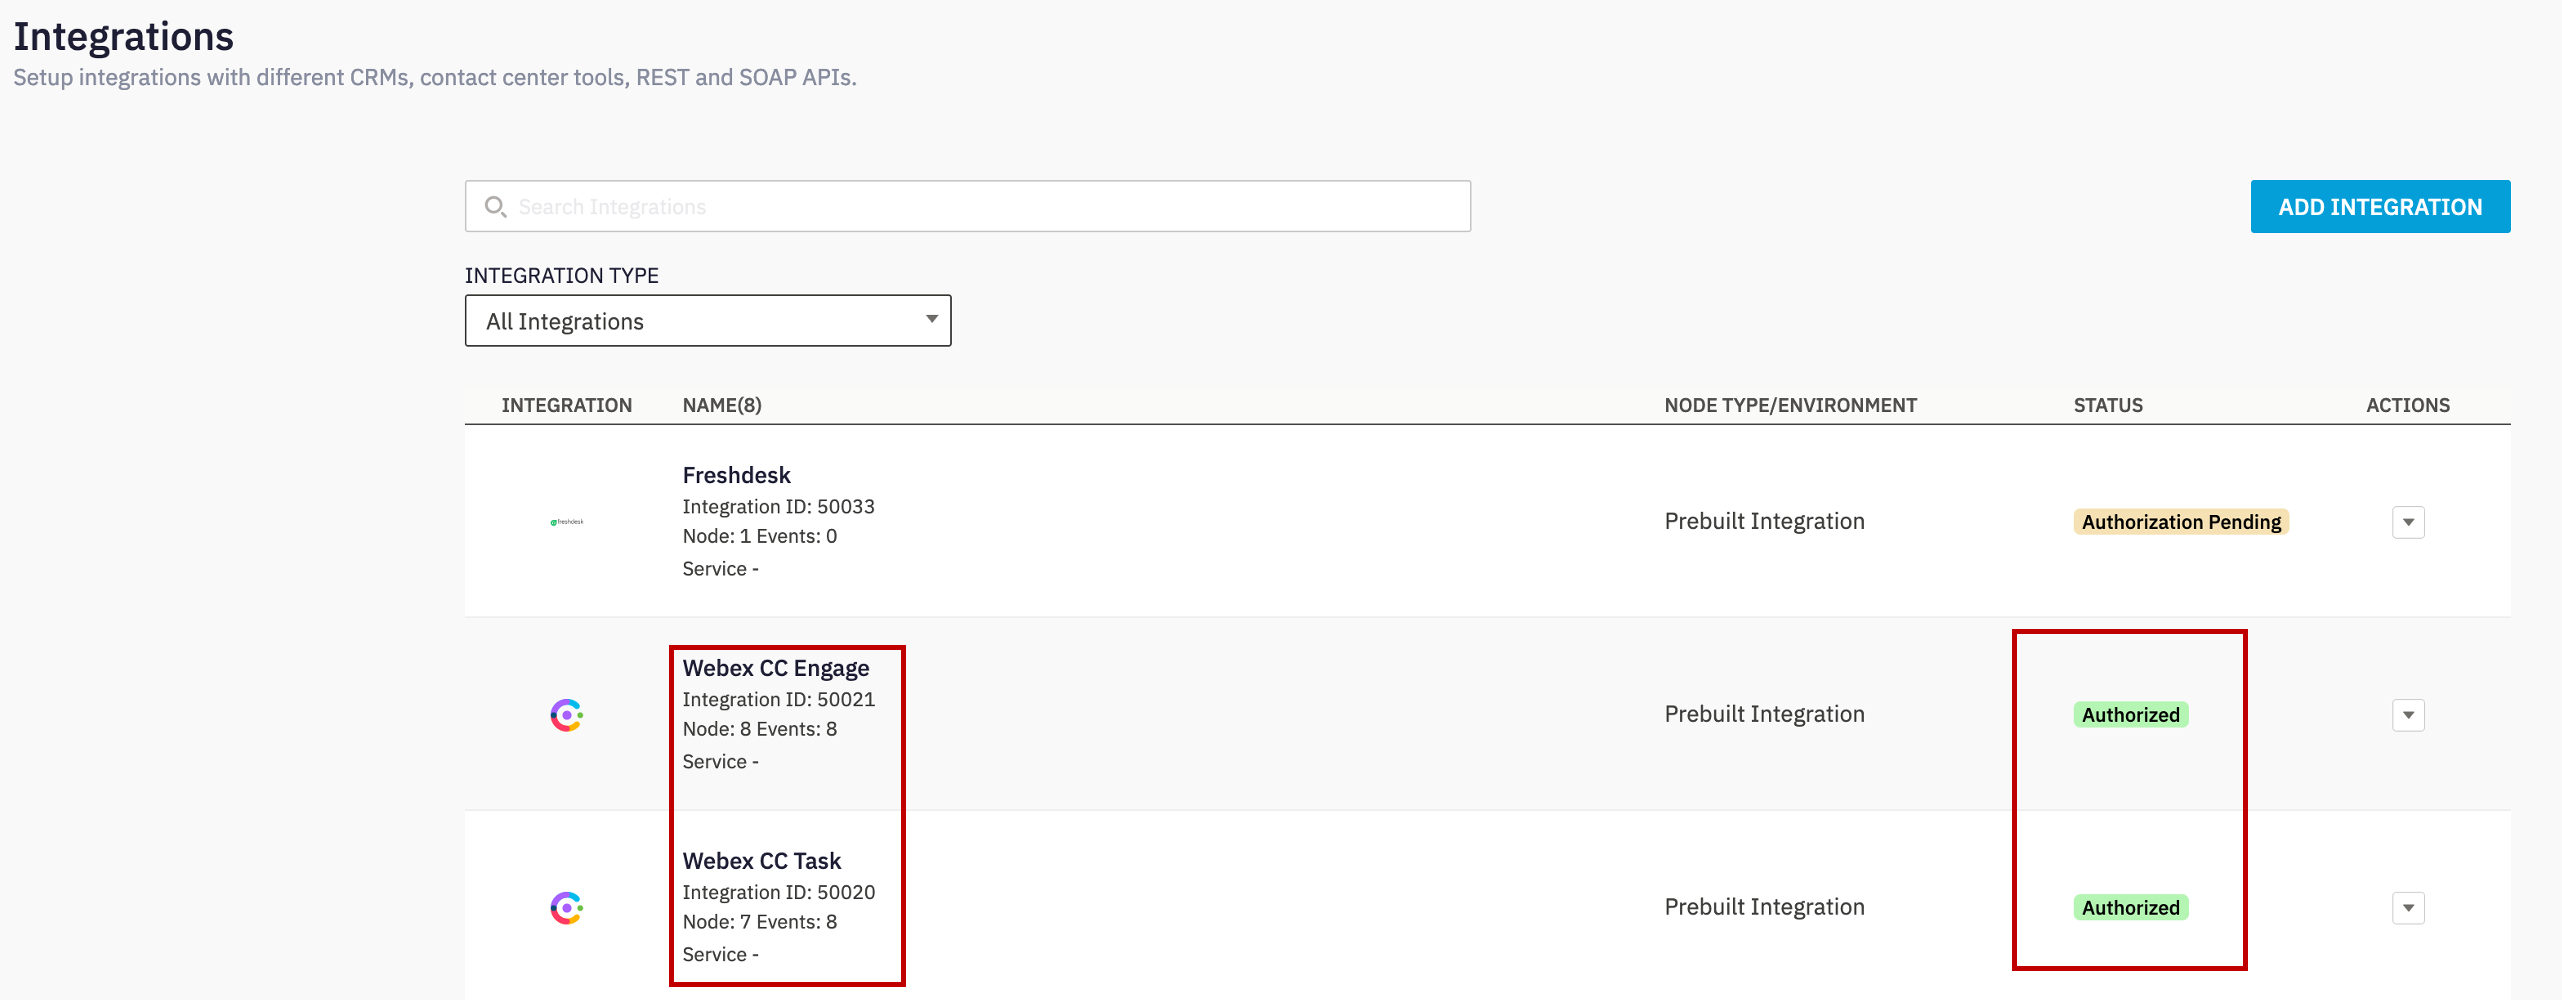 Integrations
Setup integrations with different CRMs, contact center tools, REST and SOAP APIs.
Search Integrations
ADD INTEGRATION
INTEGRATION TYPE
All Integrations
INTEGRATION NAME(8) NODE TYPE/ENVIRONMENT STATUS ACTIONS
Freshdesk
Integration ID: 50033
freshdesk Prebuilt Integration Authorization Pending
Node: 1 Events: 0
Service -
Webex CC Engage
Integration ID: 50021
Prebuilt Integration Authorized
Node: 8 Events: 8
Service -
Webex CC Task
Integration ID: 50020
Prebuilt Integration Authorized
Node: 7 Events: 8
Service -